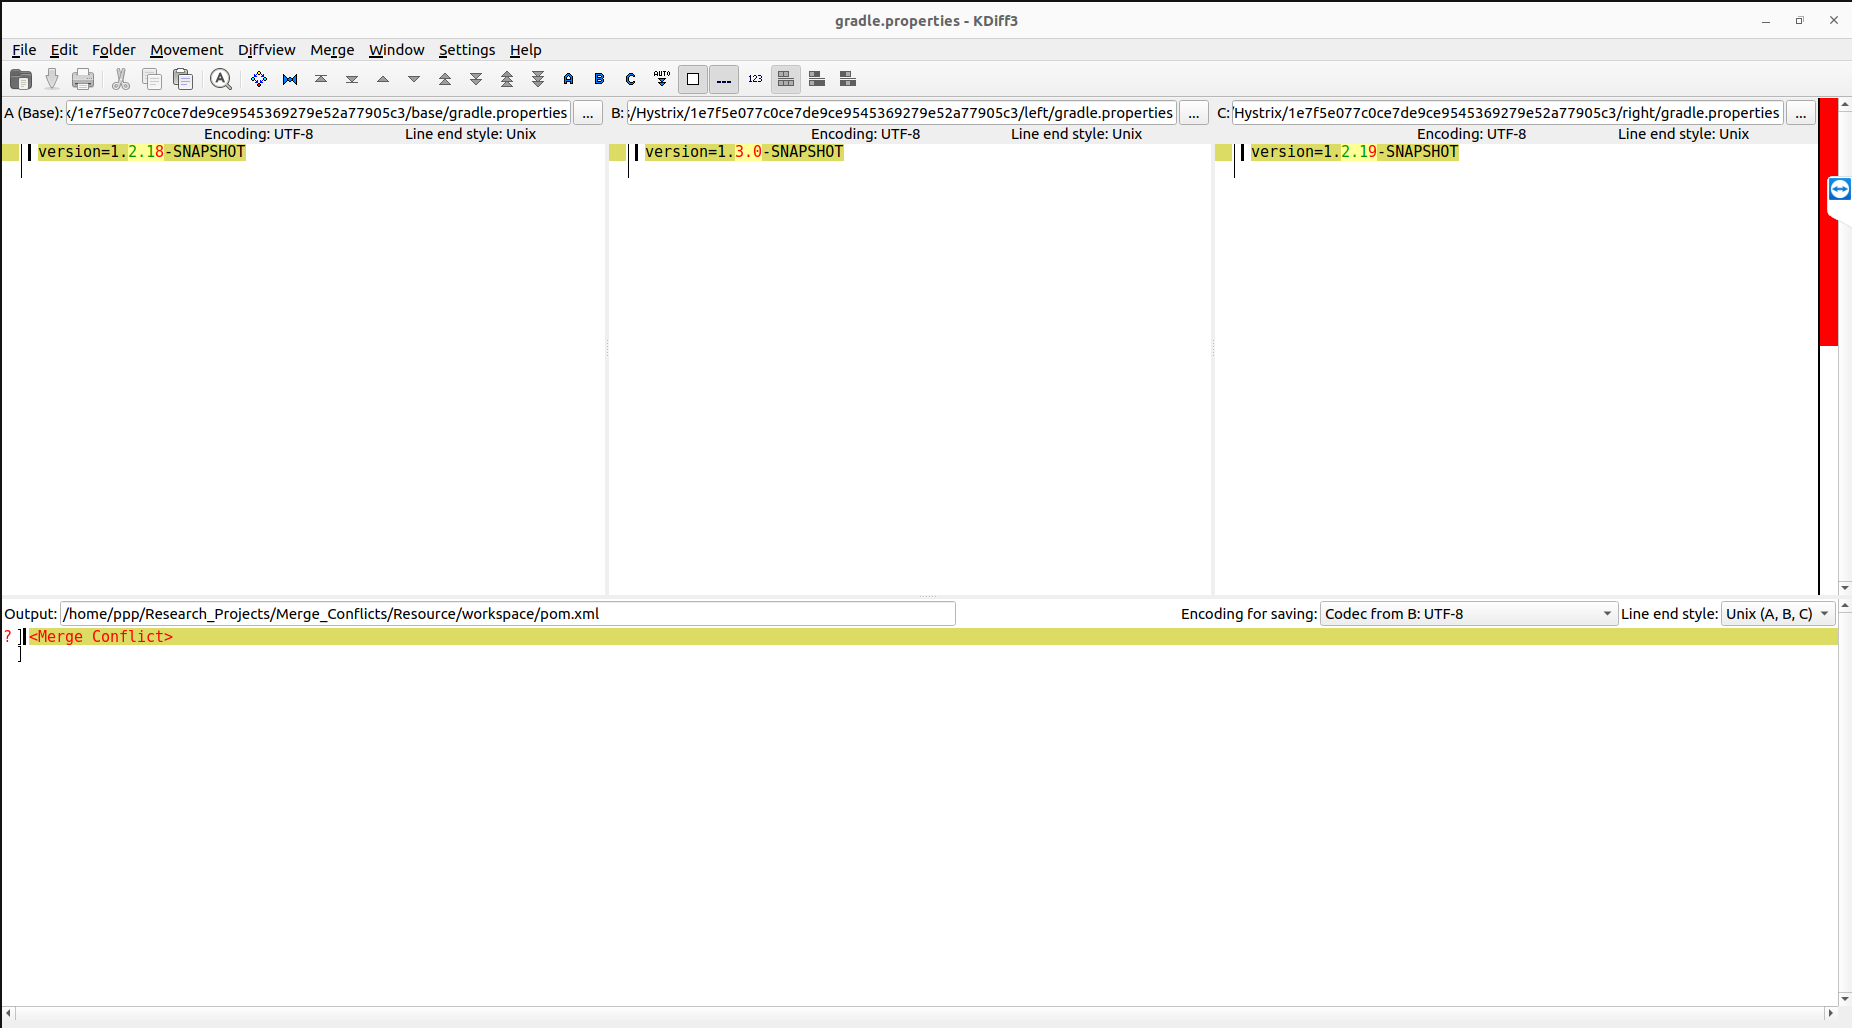 gradle.properties - KDiff3
File Edit Folder Movement Diffview Merge Window Settings Help
A B C AUTO 123
A (Base): /1e7f5e077c0ce7de9ce9545369279e52a77905c3/base/gradle.properties ... B: /Hystrix/1e7f5e077c0ce7de9ce9545369279e52a77905c3/left/gradle.properties ... C: /Hystrix/1e7f5e077c0ce7de9ce9545369279e52a77905c3/right/gradle.properties ...
Encoding: UTF-8 Line end style: Unix Encoding: UTF-8 Line end style: Unix Encoding: UTF-8 Line end style: Unix
version=1.2.18-SNAPSHOT version=1.3.0-SNAPSHOT version=1.2.19-SNAPSHOT
Output: /home/ppp/Research_Projects/Merge_Conflicts/Resource/workspace/pom.xml Encoding for saving: Codec from B: UTF-8 Line end style: Unix (A, B, C)
? <Merge Conflict>